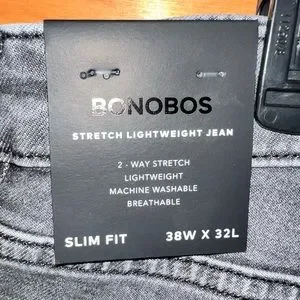 BONOBOS
STRETCH LIGHTWEIGHT JEAN
2 - WAY STRETCH
LIGHTWEIGHT
MACHINE WASHABLE
BREATHABLE
SLIM FIT 38W X 32L